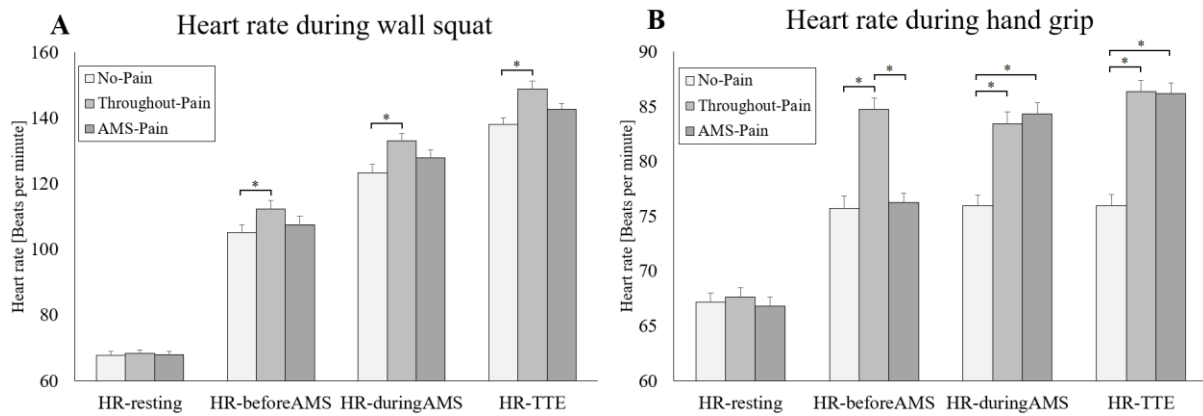 A
Heart rate during wall squat
Heart rate [Beats per minute]
160
140
120
100
80
60
No-Pain
Throughout-Pain
AMS-Pain
*
*
*
HR-resting HR-beforeAMS HR-duringAMS HR-TTE
B
Heart rate during hand grip
Heart rate [Beats per minute]
90
85
80
75
70
65
60
No-Pain
Throughout-Pain
AMS-Pain
* *
*
*
*
*
HR-resting HR-beforeAMS HR-duringAMS HR-TTE